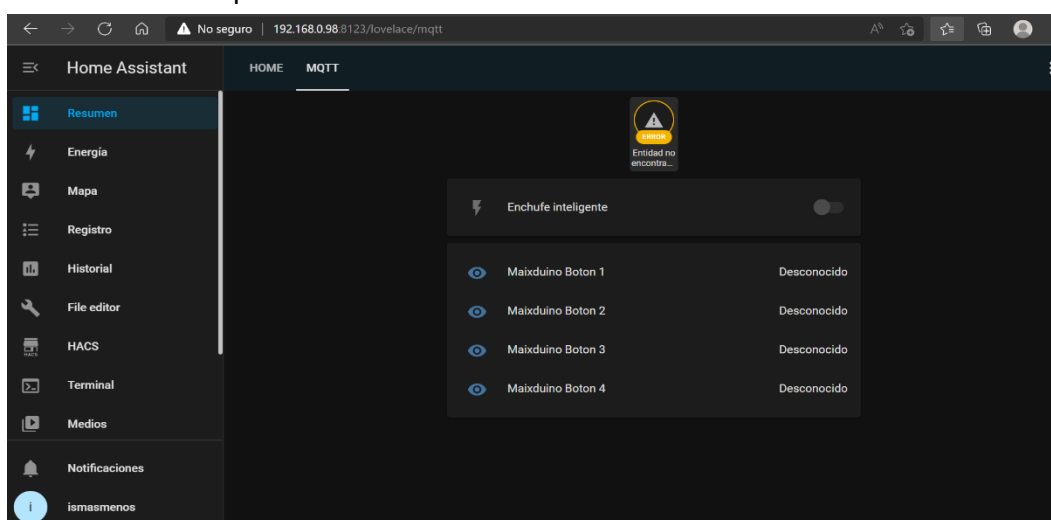 No seguro | 192.168.0.98:8123/lovelace/mqtt
Home Assistant
HOME MQTT
Resumen
Energía
Mapa
Registro
Historial
File editor
HACS
HACS
Terminal
Medios
Notificaciones
i ismasmenos
ERROR
Entidad no
encontra...
Enchufe inteligente
Maixduino Boton 1 Desconocido
Maixduino Boton 2 Desconocido
Maixduino Boton 3 Desconocido
Maixduino Boton 4 Desconocido